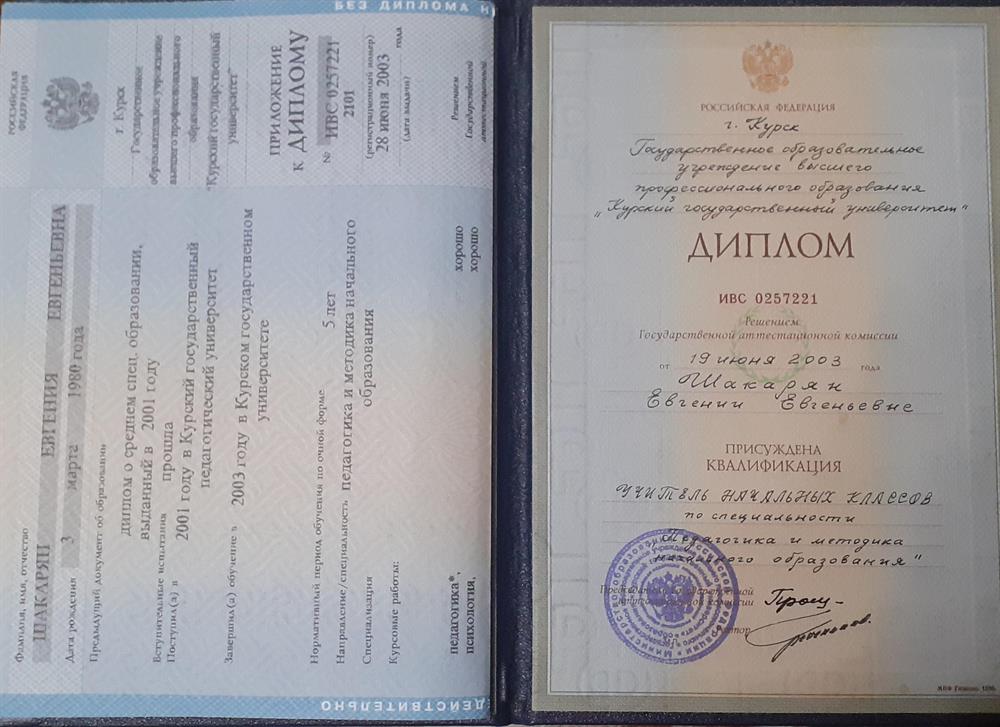 БЕЗ ДИПЛОМА Н
РОССИЙСКАЯ
ФЕДЕРАЦИЯ
г. Курск
Государственное
образовательное учреждение
высшего профессионального
образования
"Курский государственный
университет"
ПРИЛОЖЕНИЕ
к ДИПЛОМУ
№ ИВС 0257221
2101
(регистрационный номер)
28 июня 2003 года
(дата выдачи)
Решением
Государственной
аттестационной
Фамилия, имя, отчество
ШАКАРЯН ЕВГЕНИЯ ЕВГЕНЬЕВНА
Дата рождения 3 марта 1980 года
Предыдущий документ об образовании
диплом о среднем спец. образовании,
выданный в 2001 году
Вступительные испытания прошла
Поступил(а) в 2001 году в Курский государственный
педагогический университет
Завершил(а) обучение в 2003 году в Курском государственном
университете
Нормативный период обучения по очной форме 5 лет
Направление/специальность педагогика и методика начального
образования
Специализация
Курсовые работы:
педагогика*, хорошо
психология, хорошо
ДЕЙСТВИТЕЛЬНО
РОССИЙСКАЯ ФЕДЕРАЦИЯ
г. Курск
Государственное образовательное
учреждение высшего
профессионального образования
„Курский государственный университет"
ДИПЛОМ
ИВС 0257221
Решением
Государственной аттестационной комиссии
от 19 июня 2003 года
Шакарян
Евгении Евгеньевне
ПРИСУЖДЕНА
КВАЛИФИКАЦИЯ
УЧИТЕЛЬ НАЧАЛЬНЫХ КЛАССОВ
по специальности
„Педагогика и методика
начального образования"
Председатель Государственной
аттестационной комиссии
Ректор